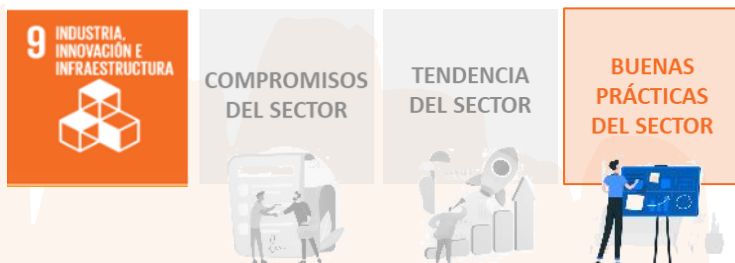 9 INDUSTRIA,
INNOVACIÓN E
INFRAESTRUCTURA
COMPROMISOS
DEL SECTOR
TENDENCIA
DEL SECTOR
BUENAS
PRÁCTICAS
DEL SECTOR